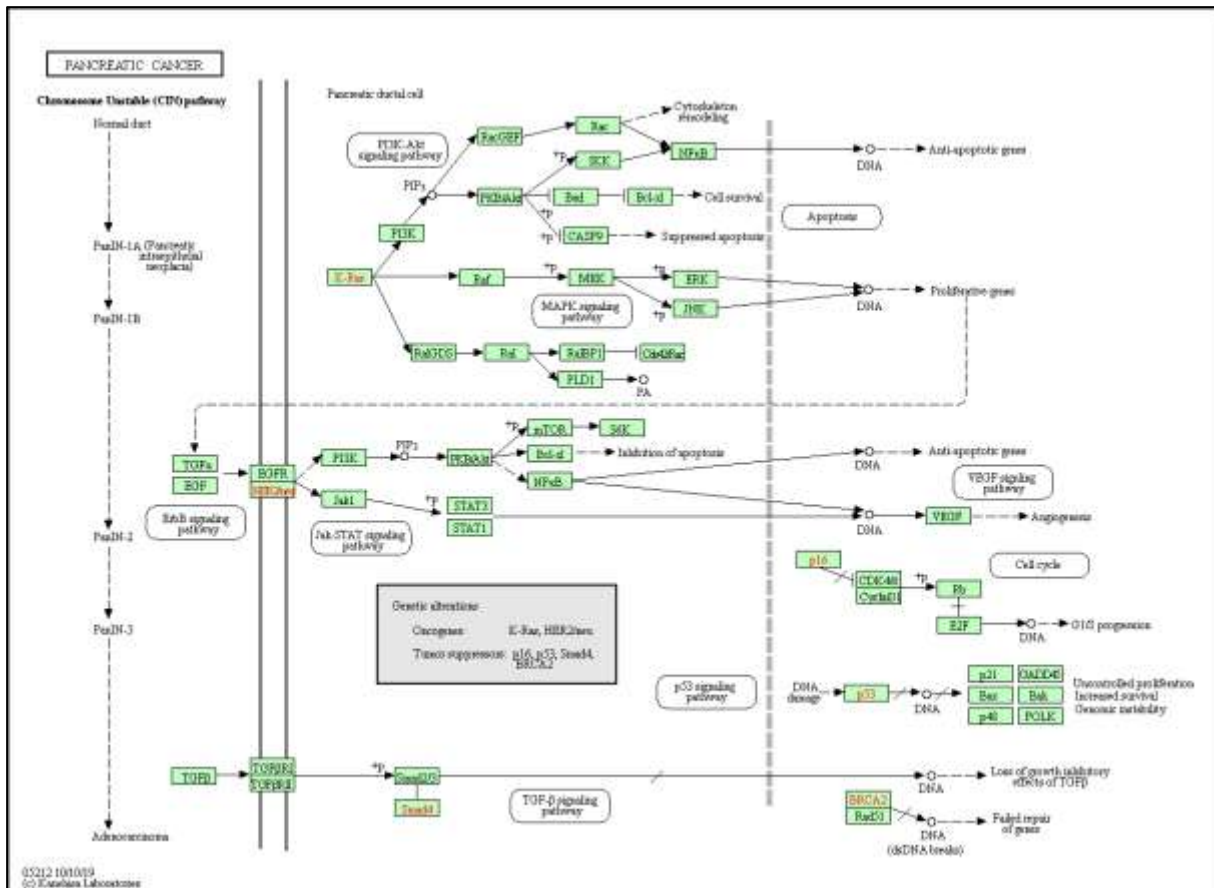 PANCREATIC CANCER
Chromosome Unstable (CIN) pathway
Normal duct
PanIN-1A (Pancreatic
intraepithelial
neoplacia)
PanIN-1B
PanIN-2
PanIN-3
Adenocarcinoma
Pancreatic ductal cell
PI3K-Akt
signaling pathway
RacGEF
Rac
Cytoskeleton
remodeling
NFκB
DNA
Anti-apoptotic genes
PIP3
PKB/Akt
+p
IKK
Bad
Bcl-xl
Cell survival
+p
+p
CASP9
Suppressed apoptosis
Apoptosis
PI3K
K-Ras
Raf
+p
MEK
+p
ERK
MAPK signaling
pathway
+p
JNK
DNA
Proliferative genes
RalGDS
Ral
RalBP1
Cdc42/Rac
PLD1
PA
TGFα
EGF
EGFR
HER2/neu
ErbB signaling
pathway
PI3K
PIP3
PKB/Akt
+p
mTOR
S6K
Bcl-xl
Inhibition of apoptosis
NFκB
DNA
Anti-apoptotic genes
Jak1
+p
STAT3
STAT1
Jak-STAT signaling
pathway
DNA
VEGF
VEGF signaling
pathway
Angiogenesis
p16
CDK4/6
CyclinD1
+p
Rb
E2F
DNA
G1/S progression
Cell cycle
Genetic alterations
Oncogenes: K-Ras, HER2/neu
Tumor suppressors: p16, p53, Smad4,
BRCA2
p53 signaling
pathway
DNA
damage
p53
DNA
p21
GADD45
Bax
Bak
p48
POLK
Uncontrolled proliferation
Increased survival
Genomic instability
TGFβ
TGFβRI
TGFβRII
+p
Smad2/3
Smad4
TGF-β signaling
pathway
DNA
Loss of growth inhibitory
effects of TGFβ
BRCA2
Rad51
DNA
(dsDNA breaks)
Failed repair
of genes
05212 10/10/19
(c) Kanehisa Laboratories